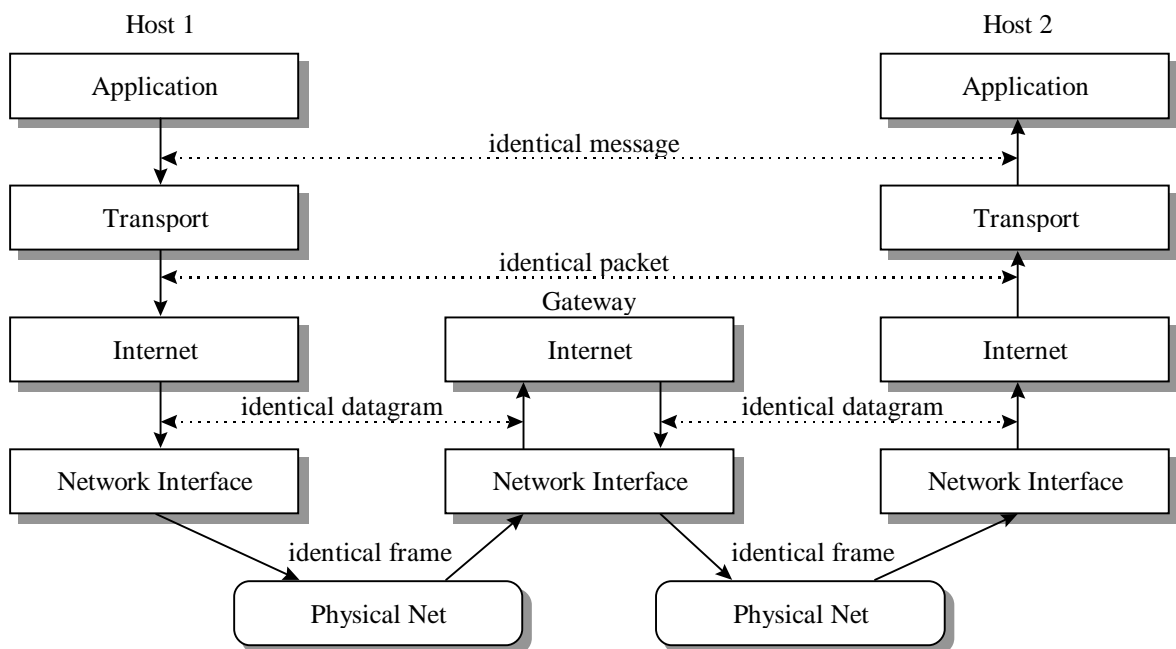 Host 1
Host 2
Application
Application
identical message
Transport
Transport
identical packet
Gateway
Internet
Internet
Internet
identical datagram
identical datagram
Network Interface
Network Interface
Network Interface
identical frame
identical frame
Physical Net
Physical Net